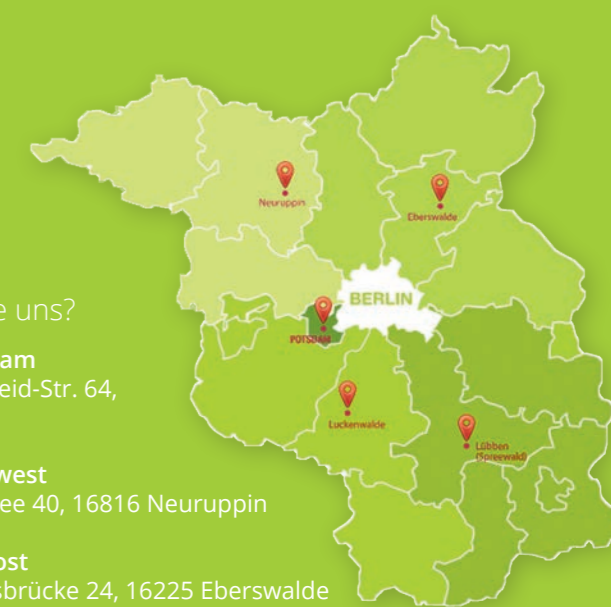 Neuruppin
Eberswalde
BERLIN
POTSDAM
Luckenwalde
Lübben
(Spreewald)
e uns?
am
eid-Str. 64,
west
ee 40, 16816 Neuruppin
ost
sbrücke 24, 16225 Eberswalde